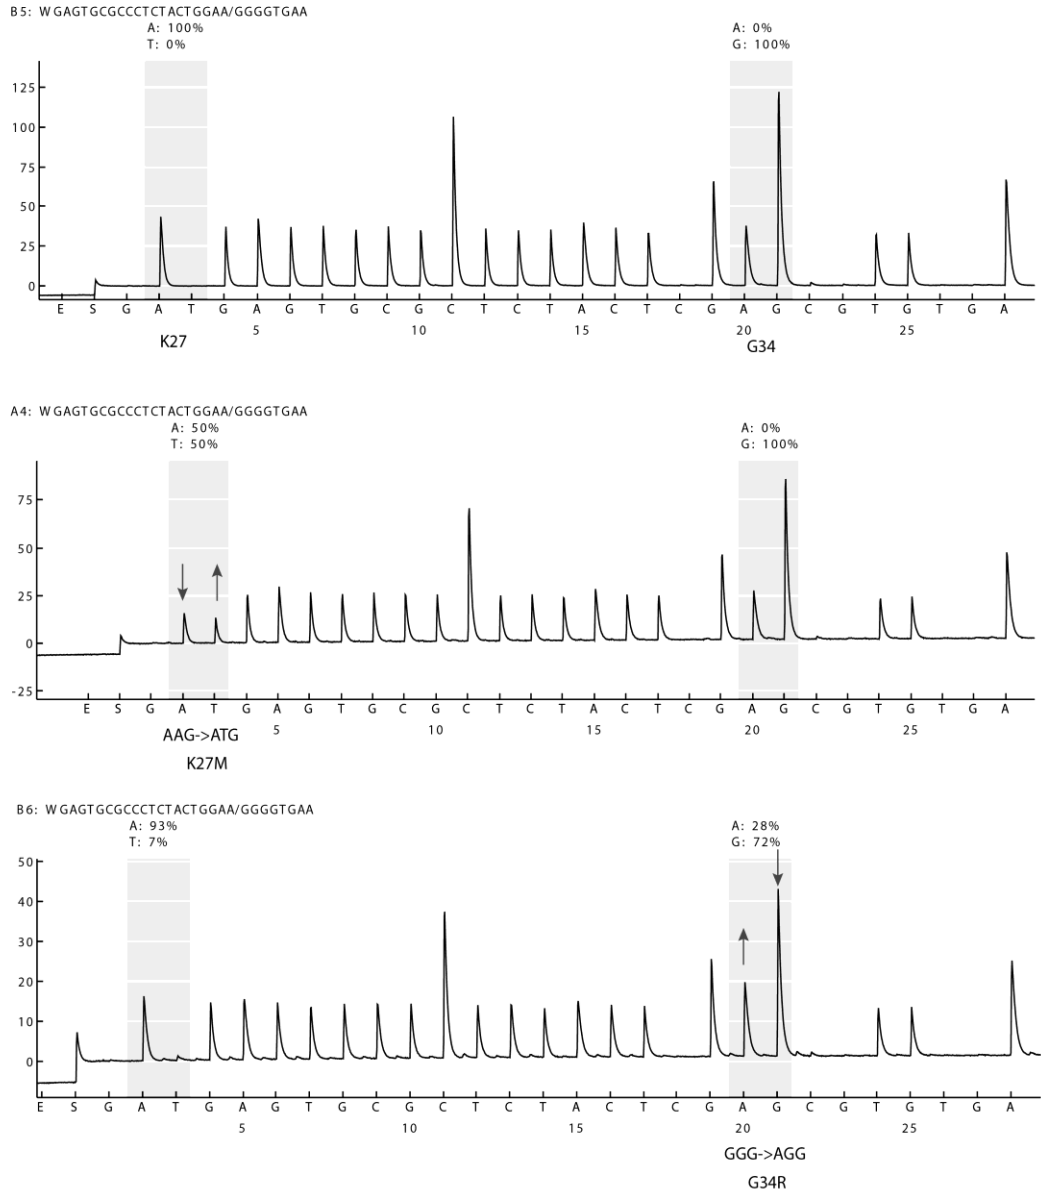 B5: WGAGTGCGCCCTCTACTGGAA/GGGGTGAA
A: 100%
T: 0%
A: 0%
G: 100%
125
100
75
50
25
0
E S G A T G A G T G C G C T C T A C T C G A G C G T G T G A
5 10 15 20 25
K27 G34
A4: WGAGTGCGCCCTCTACTGGAA/GGGGTGAA
A: 50%
T: 50%
A: 0%
G: 100%
75
50
25
0
-25
E S G A T G A G T G C G C T C T A C T C G A G C G T G T G A
5 10 15 20 25
AAG->ATG
K27M
B6: WGAGTGCGCCCTCTACTGGAA/GGGGTGAA
A: 93%
T: 7%
A: 28%
G: 72%
50
40
30
20
10
0
E S G A T G A G T G C G C T C T A C T C G A G C G T G T G A
5 10 15 20 25
GGG->AGG
G34R